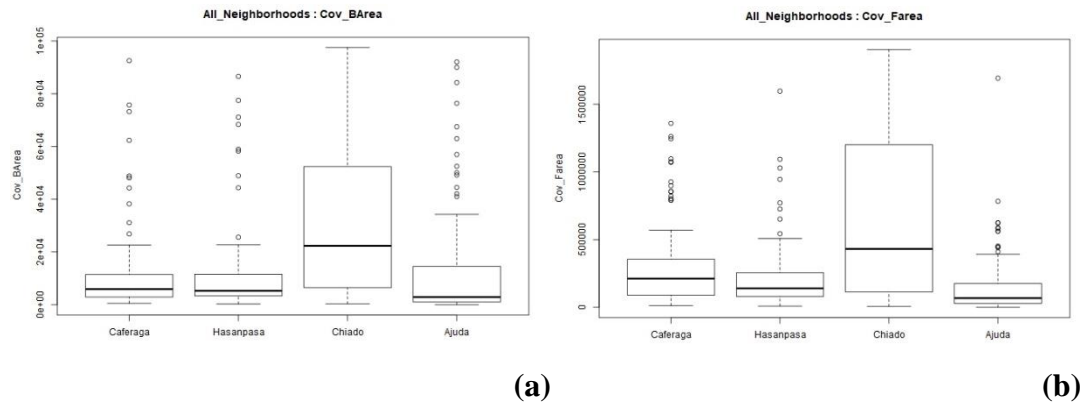 All_Neighborhoods : Cov_BArea
Cov_BArea
1e+05
8e+04
6e+04
4e+04
2e+04
0e+00
Caferaga Hasanpasa Chiado Ajuda
(a)
All_Neighborhoods : Cov_Farea
Cov_Farea
1500000
1000000
500000
0
Caferaga Hasanpasa Chiado Ajuda
(b)